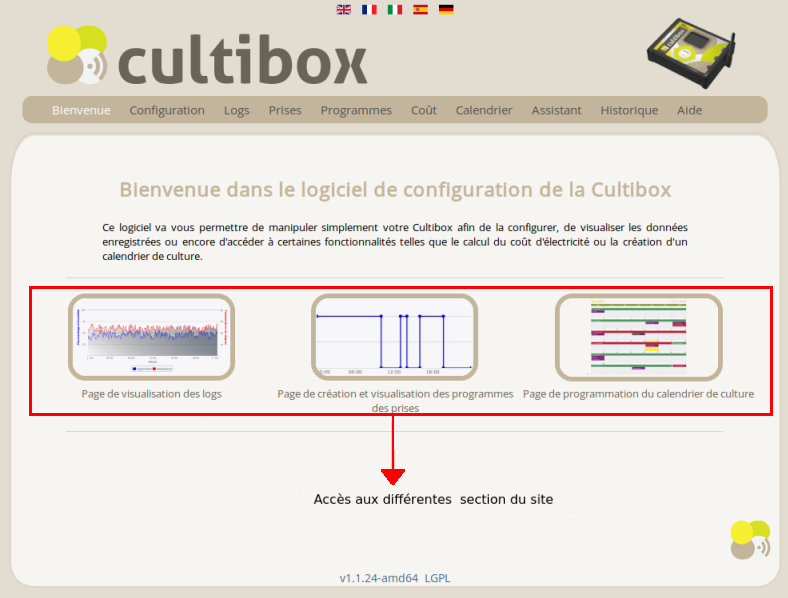 cultibox
Bienvenue Configuration Logs Prises Programmes Coût Calendrier Assistant Historique Aide
Bienvenue dans le logiciel de configuration de la Cultibox
Ce logiciel va vous permettre de manipuler simplement votre Cultibox afin de la configurer, de visualiser les données
enregistrées ou encore d'accéder à certaines fonctionnalités telles que le calcul du coût d'électricité ou la création d'un
calendrier de culture.
Page de visualisation des logs
Page de création et visualisation des programmes
des prises
Page de programmation du calendrier de culture
Accès aux différentes section du site
v1.1.24-amd64 LGPL